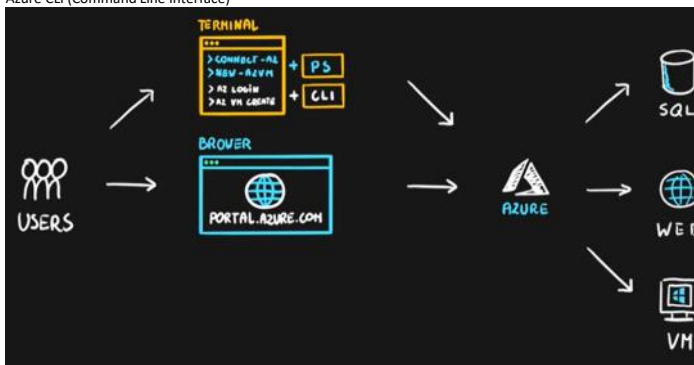 Azure CLI (Command Line Interface)
TERMINAL
>CONNECT-AZ
>NEW-AZVM
+ PS
> AZ LOGIN
>AZ VM CREATE
+ CLI
BROWER
PORTAL.AZURE.COM
USERS
AZURE
SQL
WEB
VM